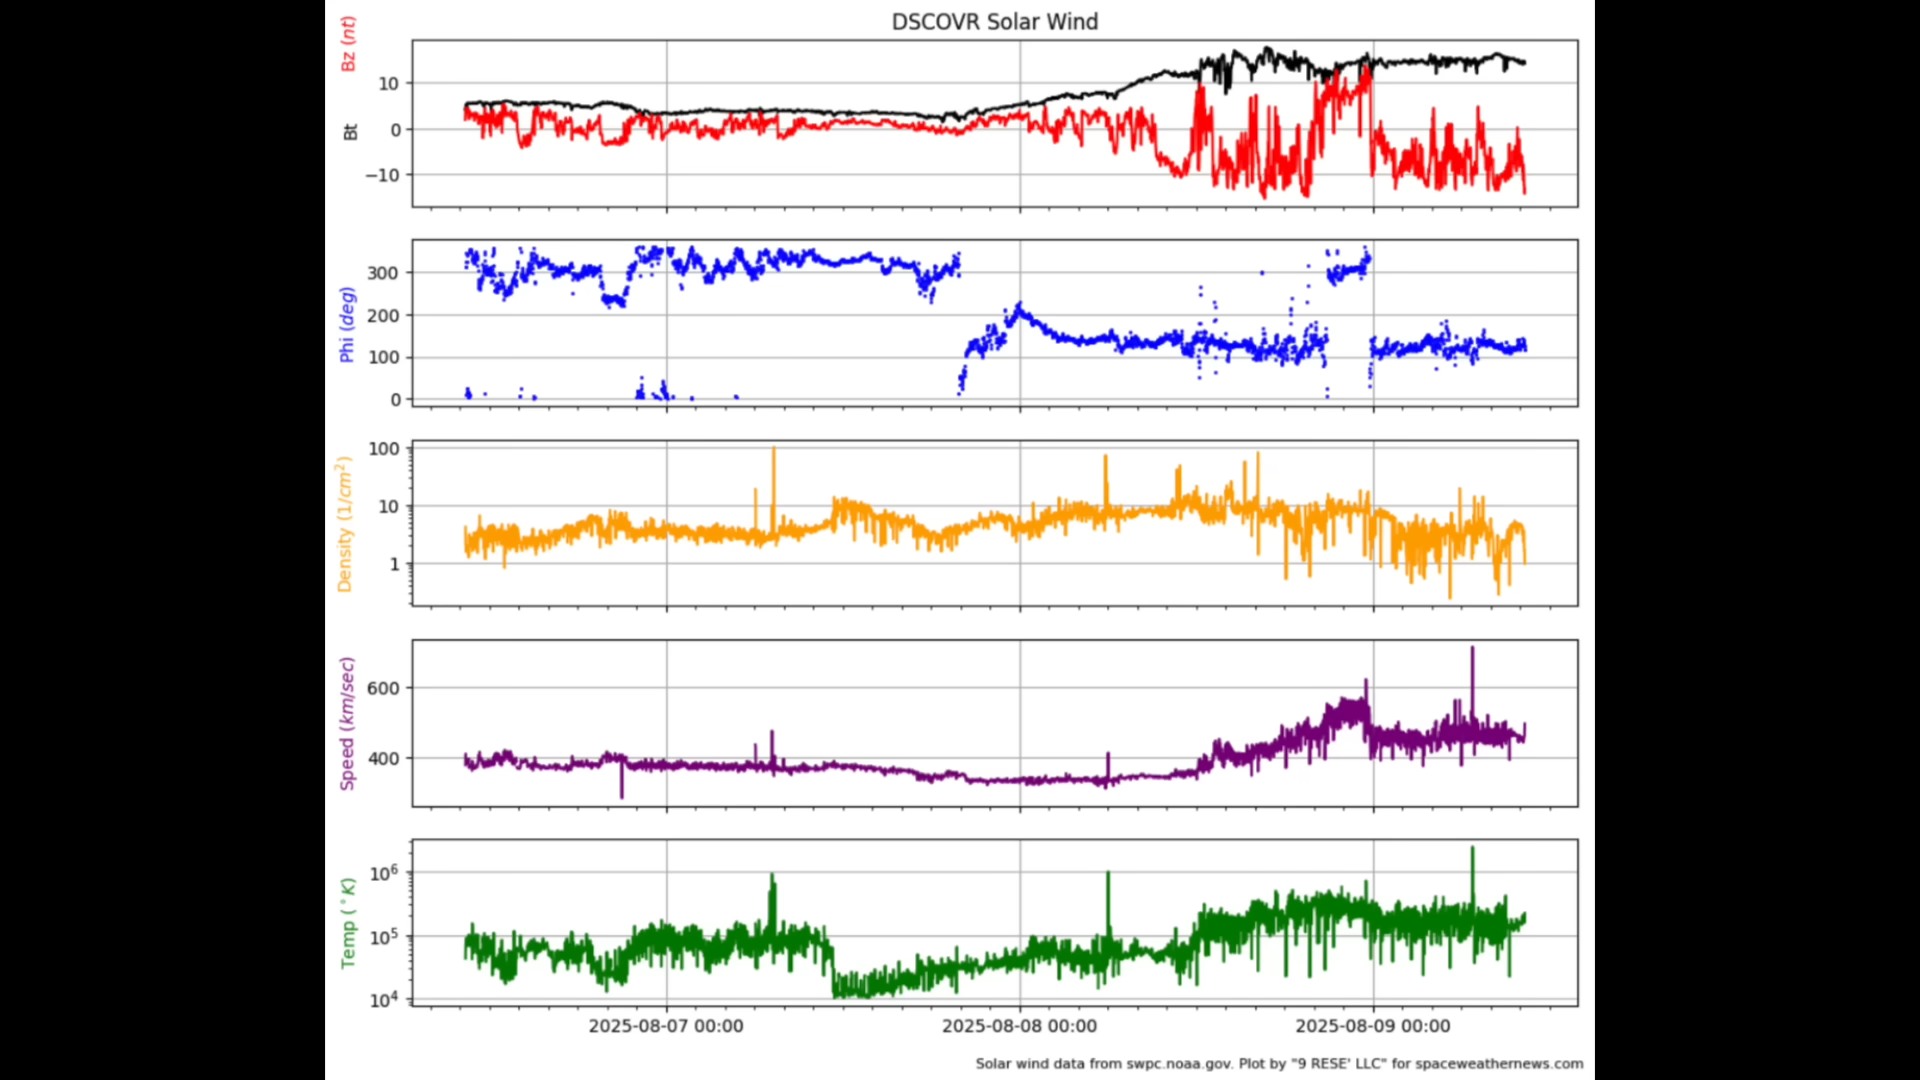 DSCOVR Solar Wind
Bz (nt)
Bt
10
0
−10
Phi (deg)
300
200
100
0
Density (1/cm²)
100
10
1
Speed (km/sec)
600
400
Temp (°K)
10⁶
10⁵
10⁴
2025-08-07 00:00
2025-08-08 00:00
2025-08-09 00:00
Solar wind data from swpc.noaa.gov. Plot by "9 RESE' LLC" for spaceweathernews.com